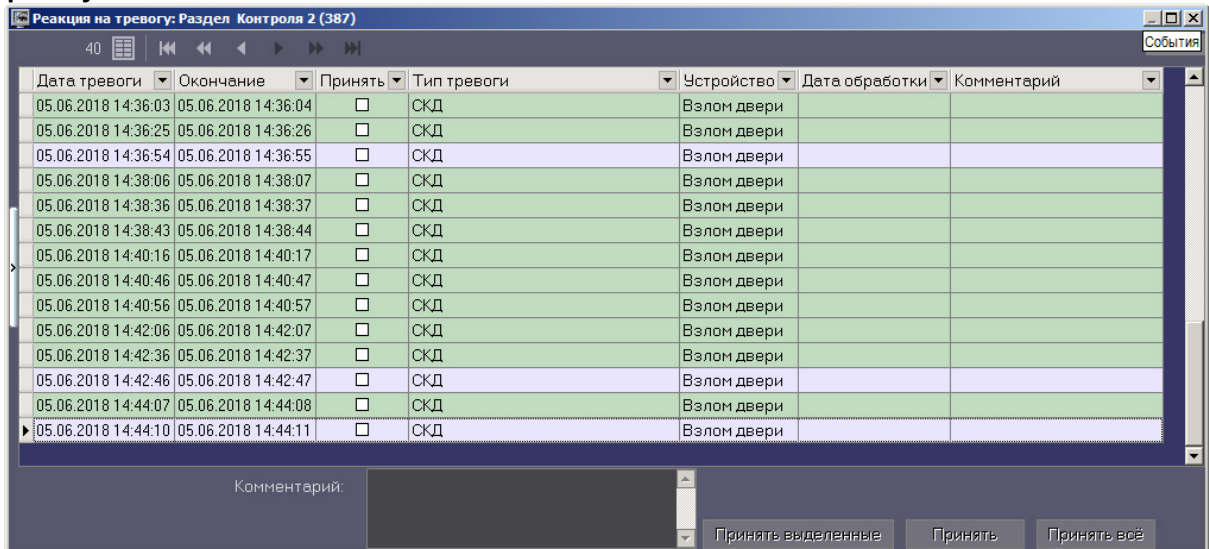 Реакция на тревогу: Раздел Контроля 2 (387)
События
40
Дата тревоги Окончание Принять Тип тревоги Устройство Дата обработки Комментарий
05.06.2018 14:36:03 05.06.2018 14:36:04 СКД Взлом двери
05.06.2018 14:36:25 05.06.2018 14:36:26 СКД Взлом двери
05.06.2018 14:36:54 05.06.2018 14:36:55 СКД Взлом двери
05.06.2018 14:38:06 05.06.2018 14:38:07 СКД Взлом двери
05.06.2018 14:38:36 05.06.2018 14:38:37 СКД Взлом двери
05.06.2018 14:38:43 05.06.2018 14:38:44 СКД Взлом двери
05.06.2018 14:40:16 05.06.2018 14:40:17 СКД Взлом двери
05.06.2018 14:40:46 05.06.2018 14:40:47 СКД Взлом двери
05.06.2018 14:40:56 05.06.2018 14:40:57 СКД Взлом двери
05.06.2018 14:42:06 05.06.2018 14:42:07 СКД Взлом двери
05.06.2018 14:42:36 05.06.2018 14:42:37 СКД Взлом двери
05.06.2018 14:42:46 05.06.2018 14:42:47 СКД Взлом двери
05.06.2018 14:44:07 05.06.2018 14:44:08 СКД Взлом двери
05.06.2018 14:44:10 05.06.2018 14:44:11 СКД Взлом двери
Комментарий:
Принять выделенные Принять Принять всё